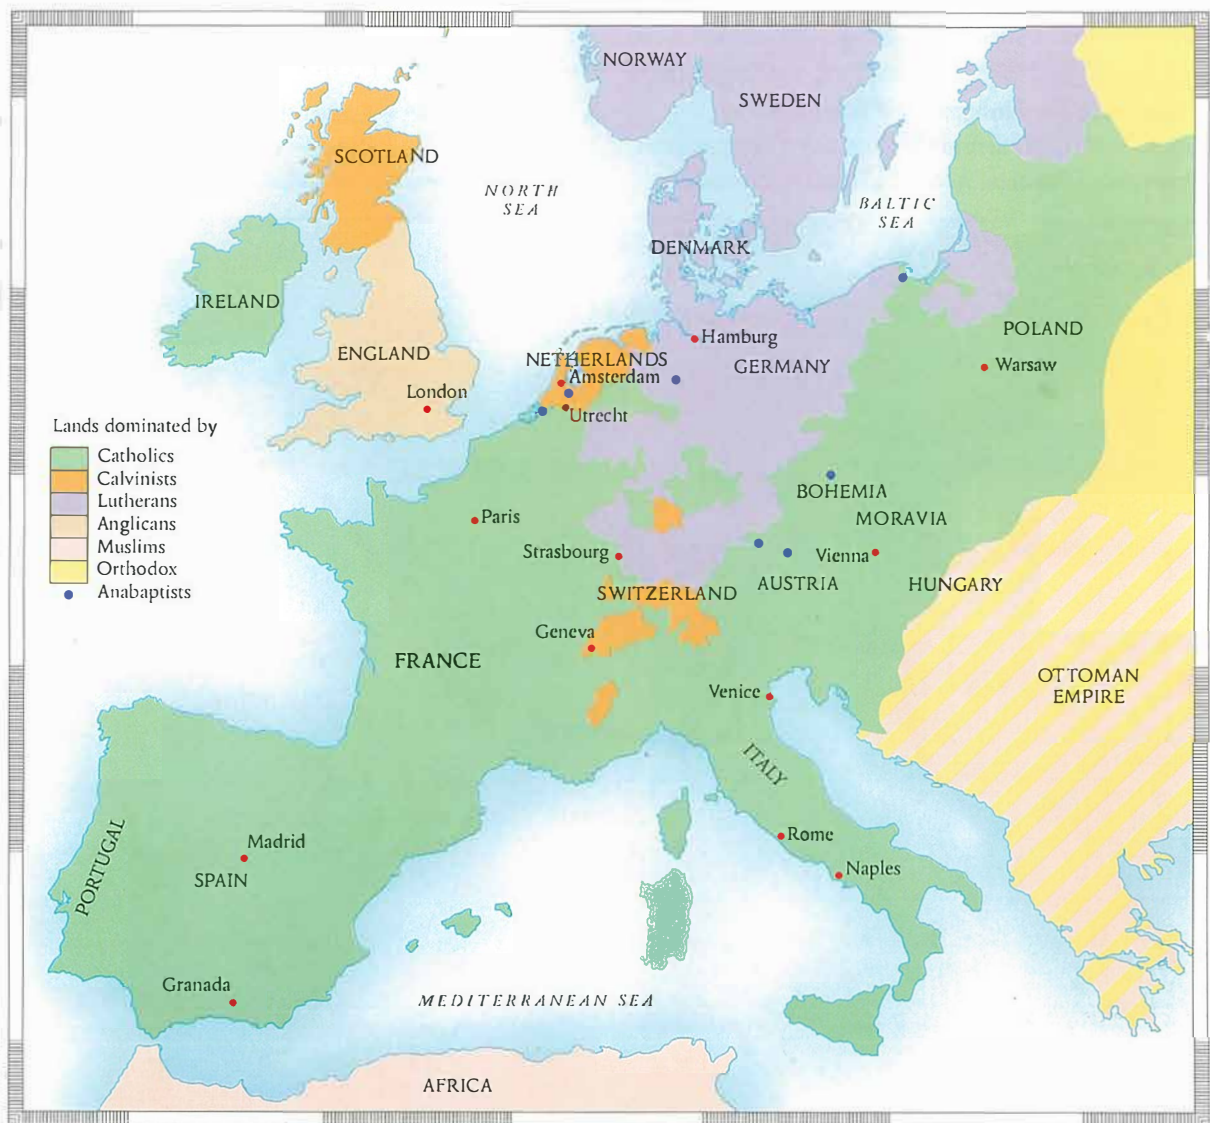 NORWAY
SWEDEN
SCOTLAND
NORTH
SEA
BALTIC
SEA
DENMARK
IRELAND
POLAND
Hamburg
ENGLAND
NETHERLANDS
GERMANY
Warsaw
Amsterdam
London
Utrecht
Lands dominated by
Catholics
Calvinists
Lutherans
Anglicans
Muslims
Orthodox
Anabaptists
BOHEMIA
MORAVIA
Paris
Strasbourg
Vienna
AUSTRIA
HUNGARY
SWITZERLAND
Geneva
FRANCE
OTTOMAN
EMPIRE
Venice
ITALY
PORTUGAL
Madrid
SPAIN
Rome
Naples
Granada
MEDITERRANEAN SEA
AFRICA